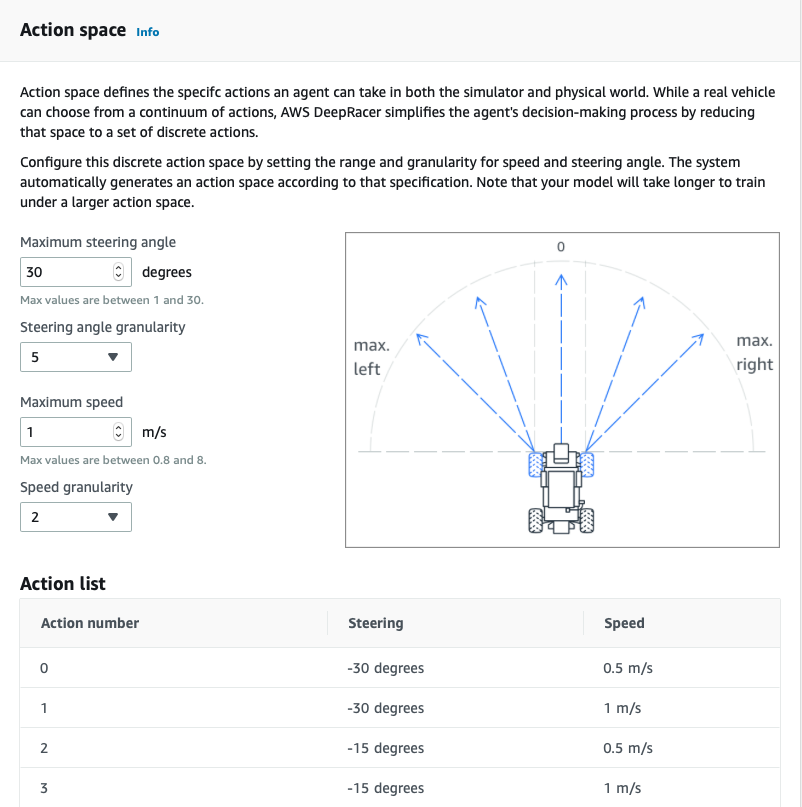 Action space Info
Action space defines the specifc actions an agent can take in both the simulator and physical world. While a real vehicle
can choose from a continuum of actions, AWS DeepRacer simplifies the agent's decision-making process by reducing
that space to a set of discrete actions.
Configure this discrete action space by setting the range and granularity for speed and steering angle. The system
automatically generates an action space according to that specification. Note that your model will take longer to train
under a larger action space.
Maximum steering angle
30 degrees
Max values are between 1 and 30.
Steering angle granularity
5
Maximum speed
1 m/s
Max values are between 0.8 and 8.
Speed granularity
2
0
max.
left
max.
right
Action list
Action number Steering Speed
0 -30 degrees 0.5 m/s
1 -30 degrees 1 m/s
2 -15 degrees 0.5 m/s
3 -15 degrees 1 m/s